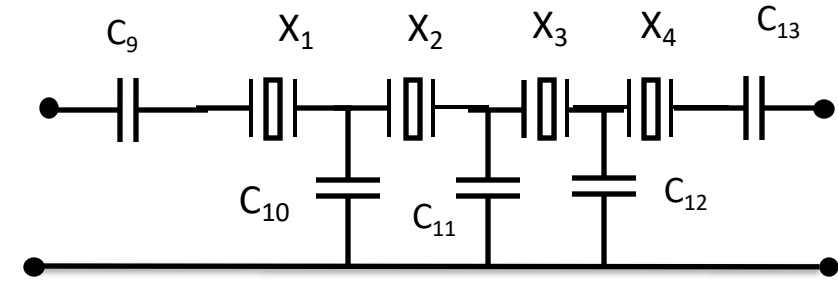 C₉ X₁ X₂ X₃ X₄ C₁₃
C₁₀ C₁₁ C₁₂